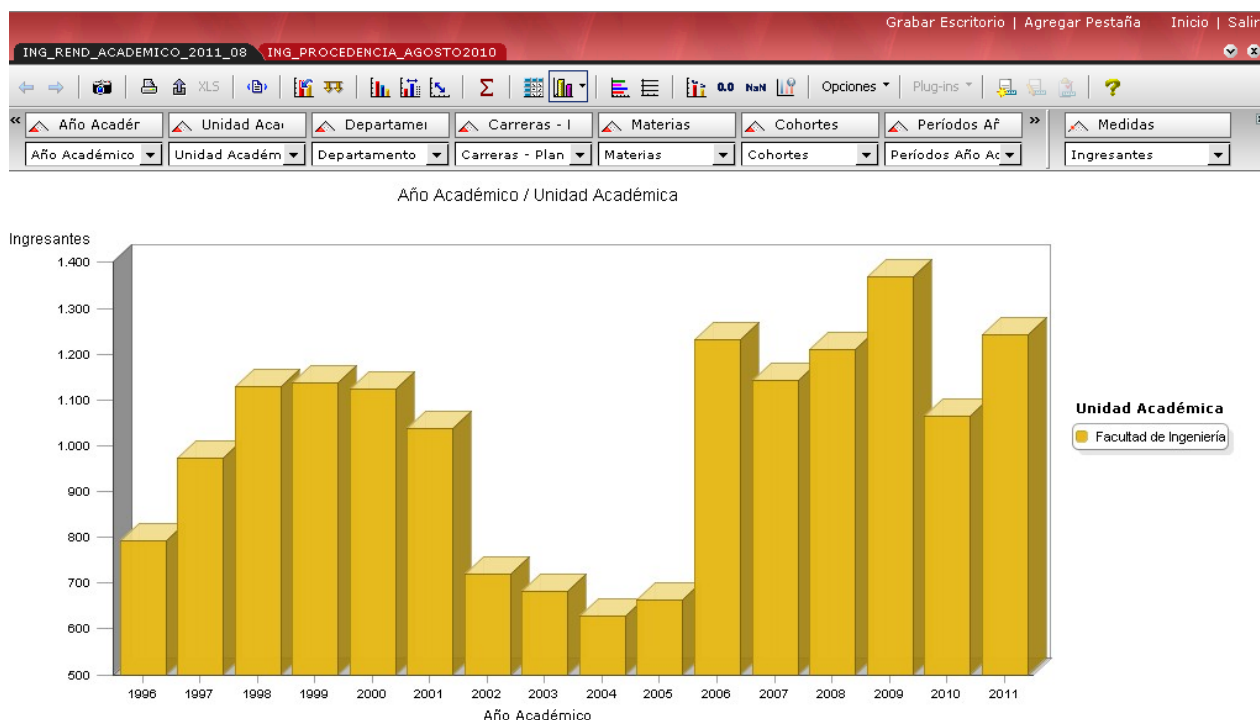 Grabar Escritorio | Agregar Pestaña Inicio | Salir
ING_REND_ACADEMICO_2011_08 ING_PROCEDENCIA_AGOSTO2010
XLS 0.0 NaN Opciones Plug-ins ?
« Año Acadér Unidad Aca Departamer Carreras - I Materias Cohortes Períodos Añ » Medidas
Año Académico Unidad Académ Departamento Carreras - Plan Materias Cohortes Períodos Año Ac Ingresantes
Año Académico / Unidad Académica
Ingresantes
1.400
1.300
1.200
1.100
1.000
900
800
700
600
500
1996 1997 1998 1999 2000 2001 2002 2003 2004 2005 2006 2007 2008 2009 2010 2011
Año Académico
Unidad Académica
Facultad de Ingeniería